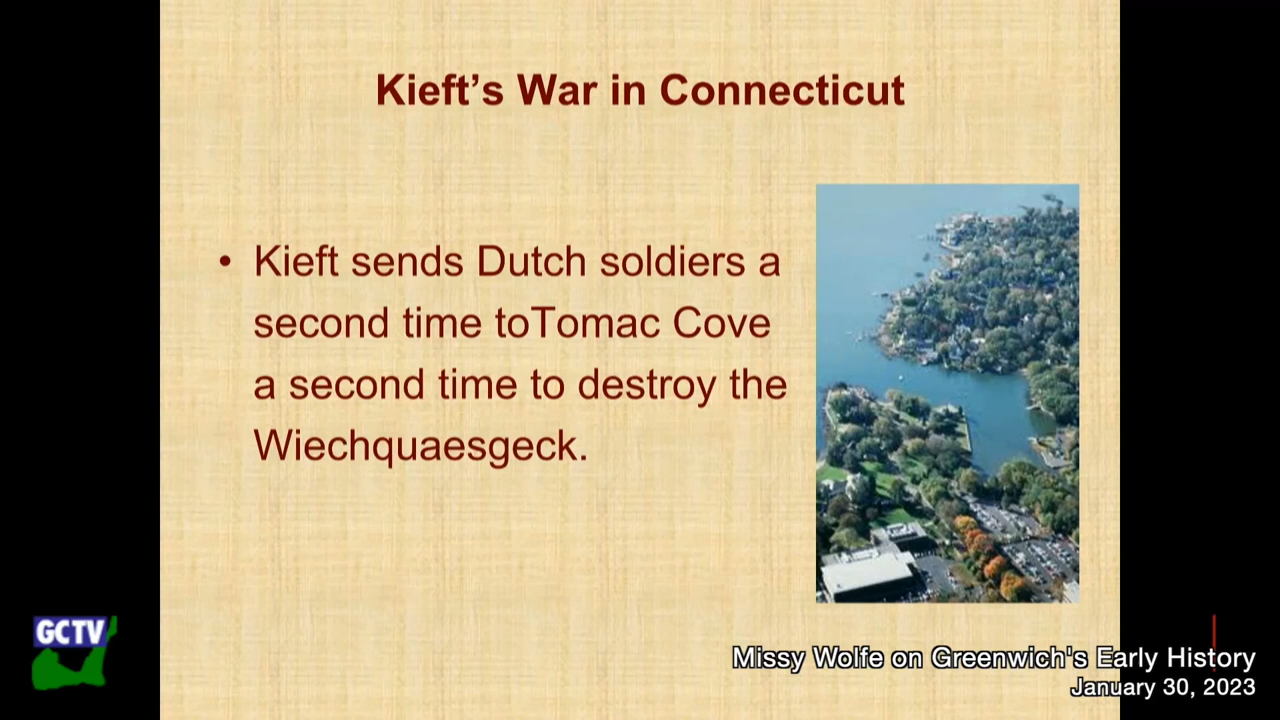 Kieft's War in Connecticut
• Kieft sends Dutch soldiers a
second time toTomac Cove
a second time to destroy the
Wiechquaesgeck.
GCTV
Missy Wolfe on Greenwich's Early History
January 30, 2023